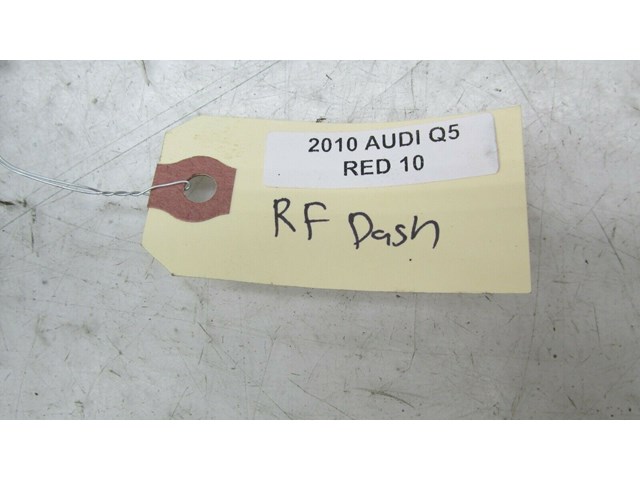 2010 AUDI Q5
RED 10
RF Dash